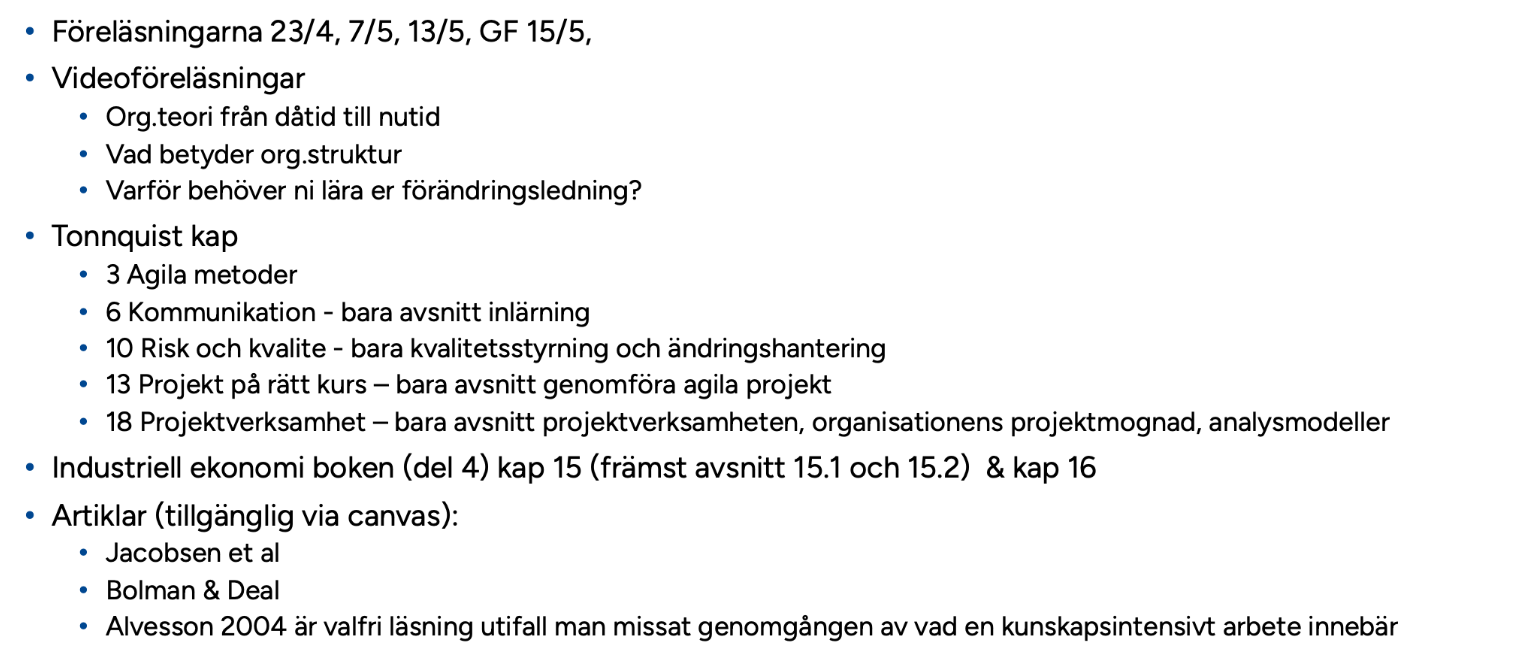 • Föreläsningarna 23/4, 7/5, 13/5, GF 15/5,
• Videoföreläsningar
• Org.teori från dåtid till nutid
• Vad betyder org.struktur
• Varför behöver ni lära er förändringsledning?
• Tonnquist kap
• 3 Agila metoder
• 6 Kommunikation - bara avsnitt inlärning
• 10 Risk och kvalite - bara kvalitetsstyrning och ändringshantering
• 13 Projekt på rätt kurs – bara avsnitt genomföra agila projekt
• 18 Projektverksamhet – bara avsnitt projektverksamheten, organisationens projektmognad, analysmodeller
• Industriell ekonomi boken (del 4) kap 15 (främst avsnitt 15.1 och 15.2)  & kap 16
• Artiklar (tillgänglig via canvas):
• Jacobsen et al
• Bolman & Deal
• Alvesson 2004 är valfri läsning utifall man missat genomgången av vad en kunskapsintensivt arbete innebär